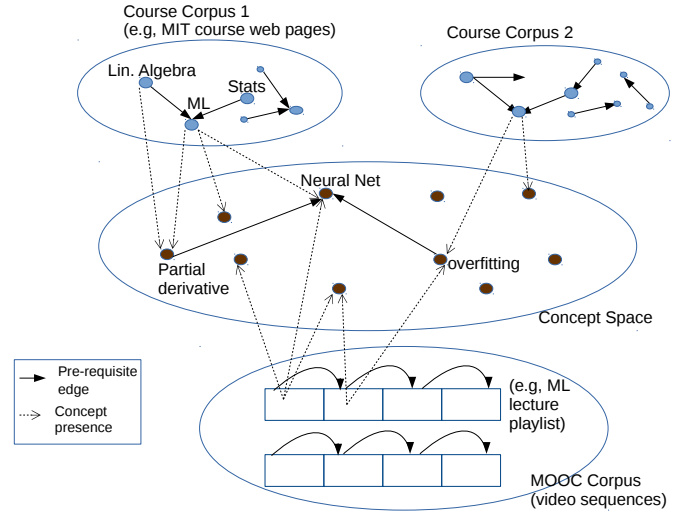 Course Corpus 1
(e.g, MIT course web pages)
Course Corpus 2
Lin. Algebra
Stats
ML
Neural Net
Partial
derivative
overfitting
Concept Space
Pre-requisite
edge
Concept
presence
(e.g, ML
lecture
playlist)
MOOC Corpus
(video sequences)